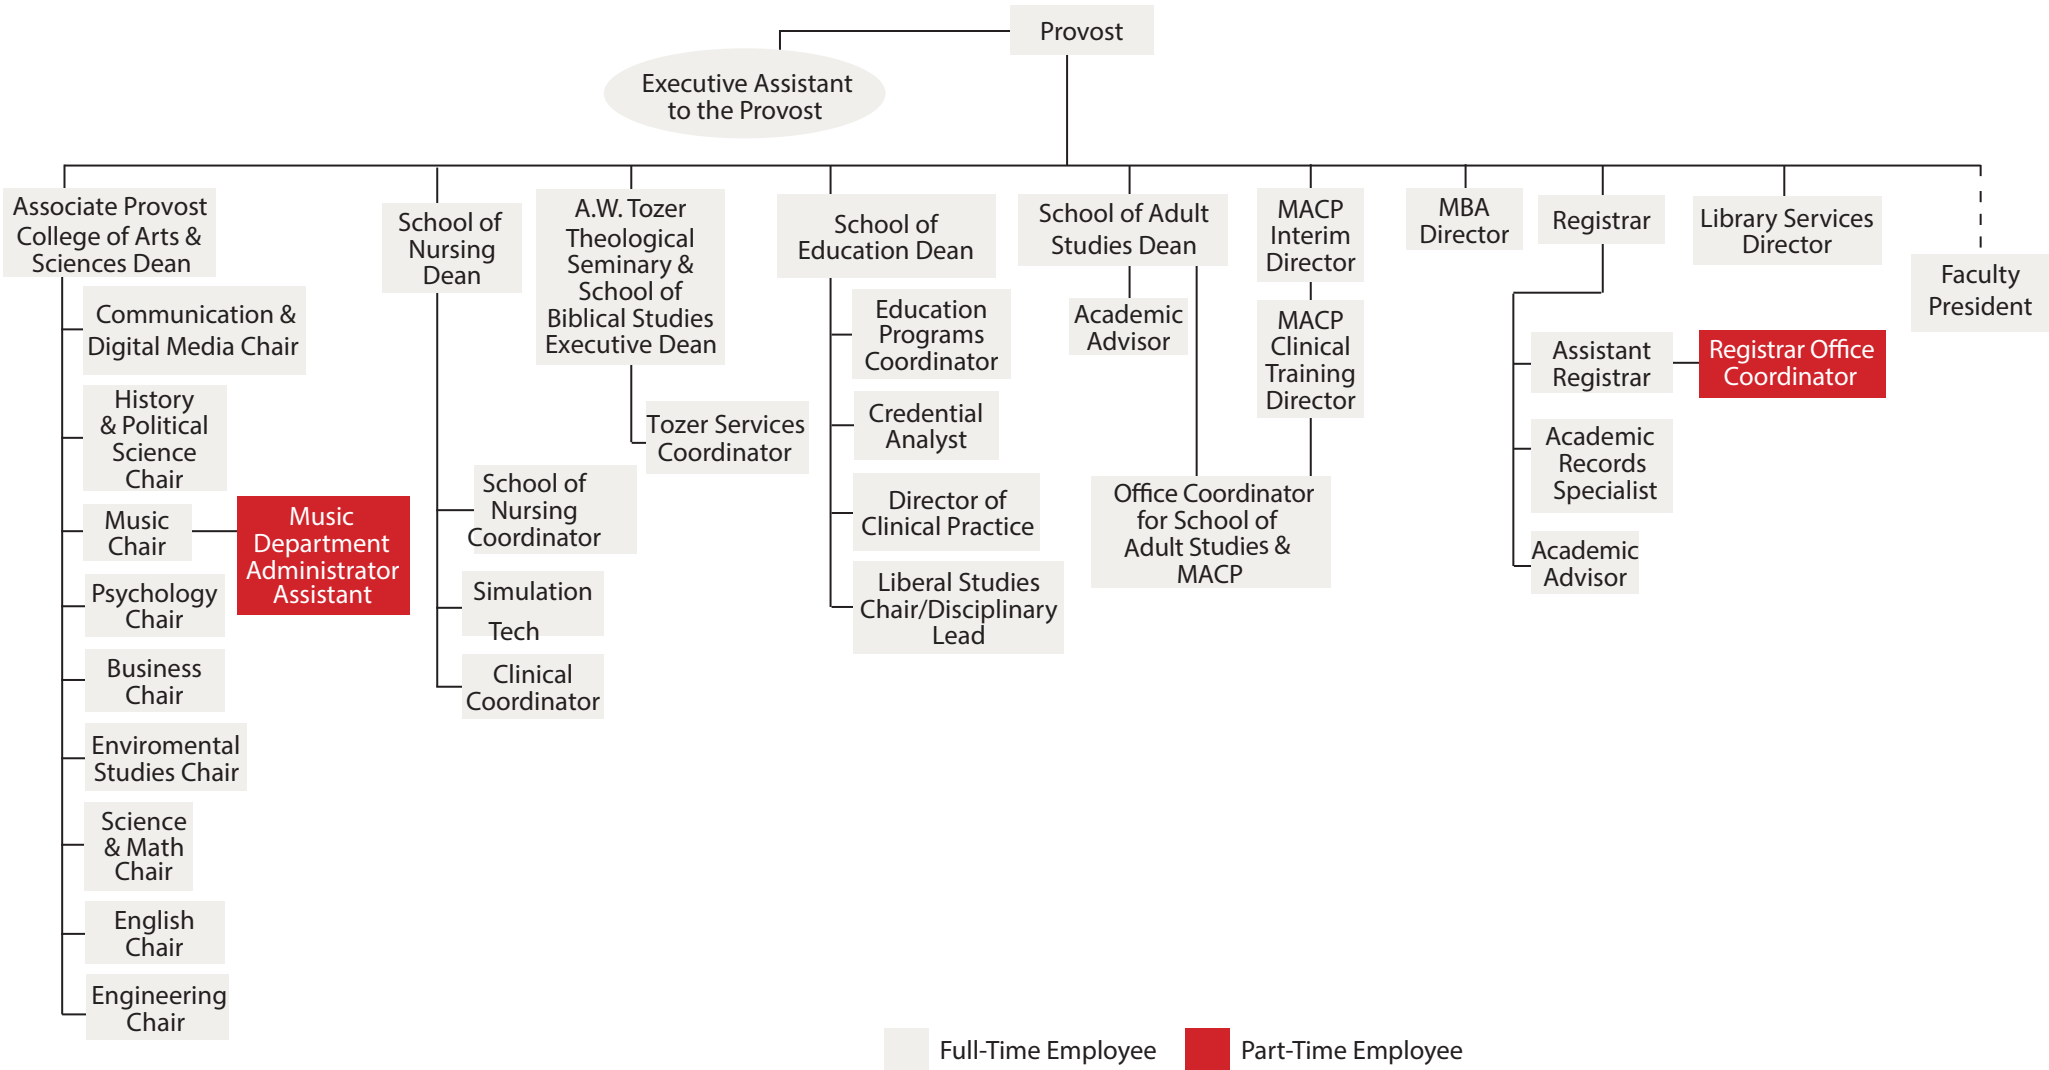 Provost
Executive Assistant
to the Provost
Associate Provost
College of Arts &
Sciences Dean
Communication &
Digital Media Chair
History
& Political
Science
Chair
Music
Chair
Music
Department
Administrator
Assistant
Psychology
Chair
Business
Chair
Enviromental
Studies Chair
Science
& Math
Chair
English
Chair
Engineering
Chair
School of
Nursing
Dean
School of
Nursing
Coordinator
Simulation
Tech
Clinical
Coordinator
A.W. Tozer
Theological
Seminary &
School of
Biblical Studies
Executive Dean
Tozer Services
Coordinator
School of
Education Dean
Education
Programs
Coordinator
Credential
Analyst
Director of
Clinical Practice
Liberal Studies
Chair/Disciplinary
Lead
School of Adult
Studies Dean
Academic
Advisor
MACP
Interim
Director
MACP
Clinical
Training
Director
Office Coordinator
for School of
Adult Studies &
MACP
MBA
Director
Registrar
Assistant
Registrar
Registrar Office
Coordinator
Academic
Records
Specialist
Academic
Advisor
Library Services
Director
Faculty
President
Full-Time Employee
Part-Time Employee